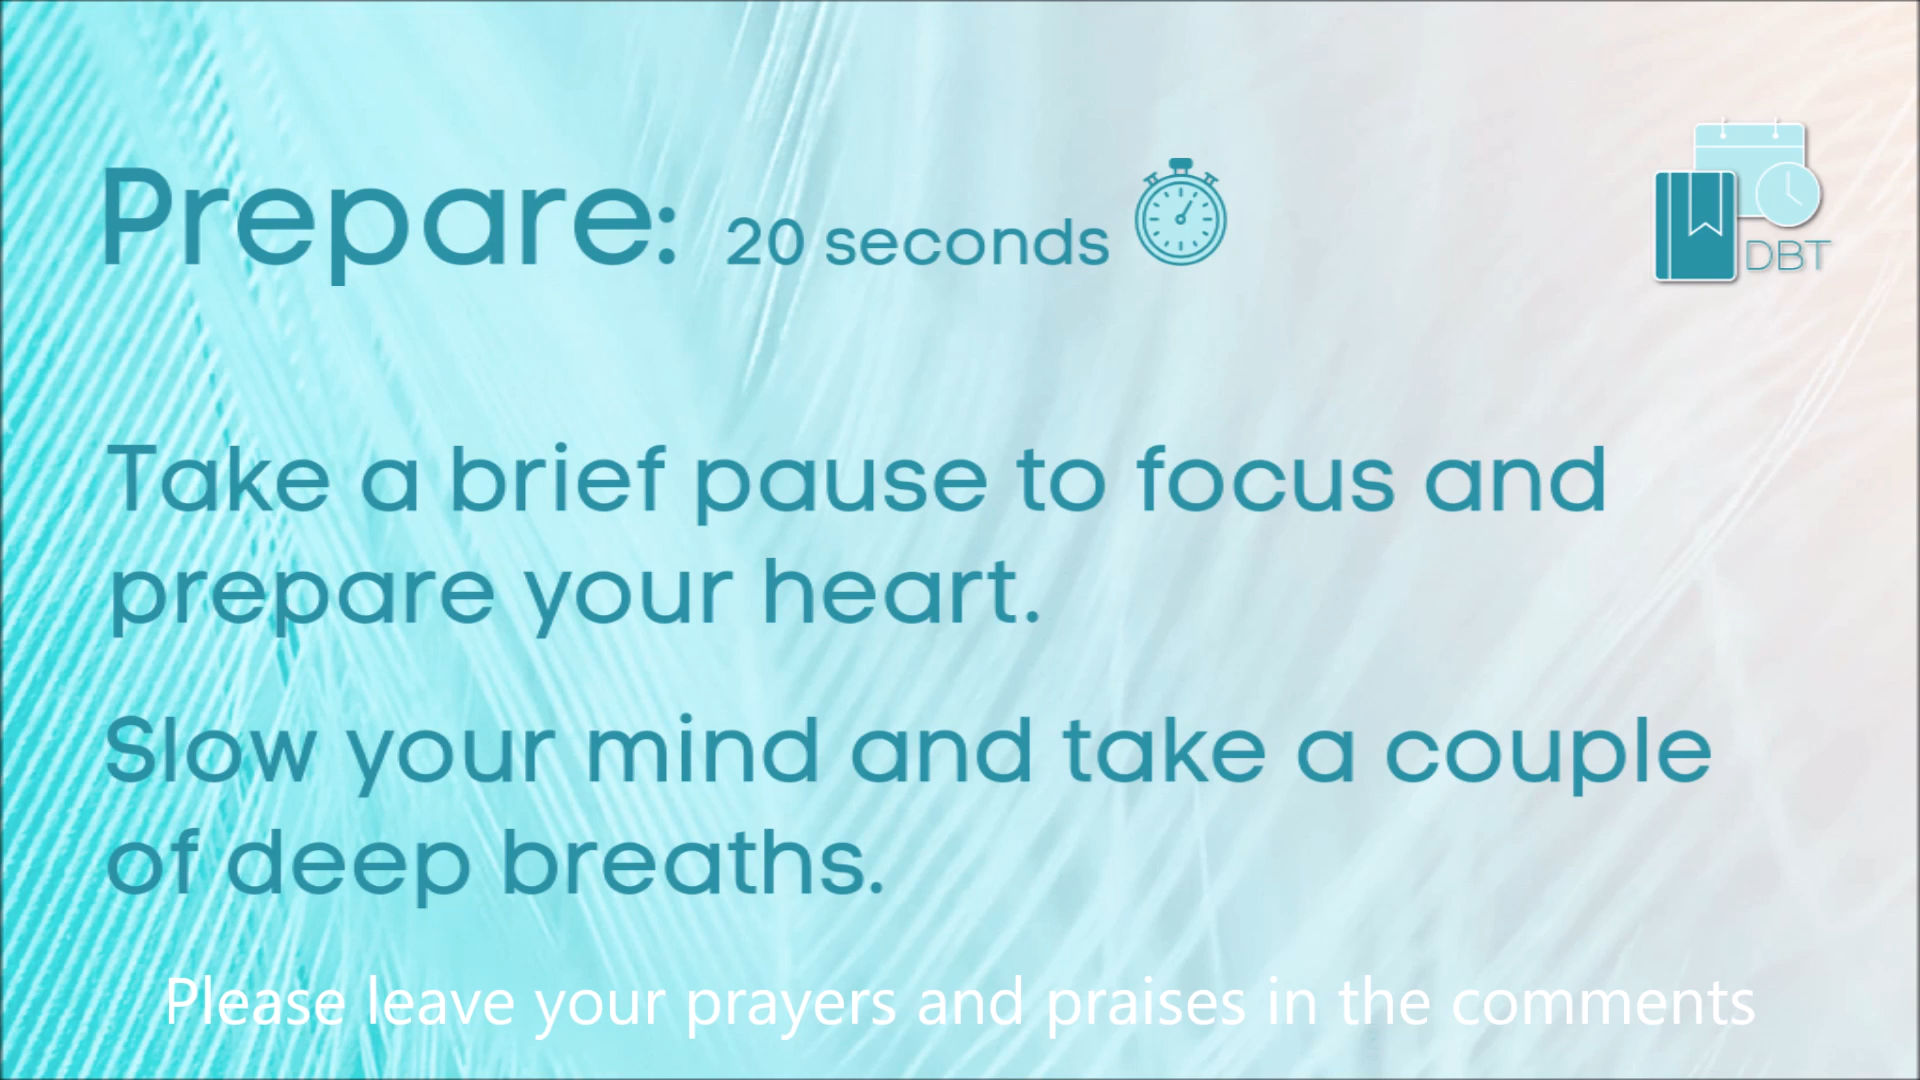 Prepare: 20 seconds
DBT
Take a brief pause to focus and
prepare your heart.
Slow your mind and take a couple
of deep breaths.
Please leave your prayers and praises in the comments